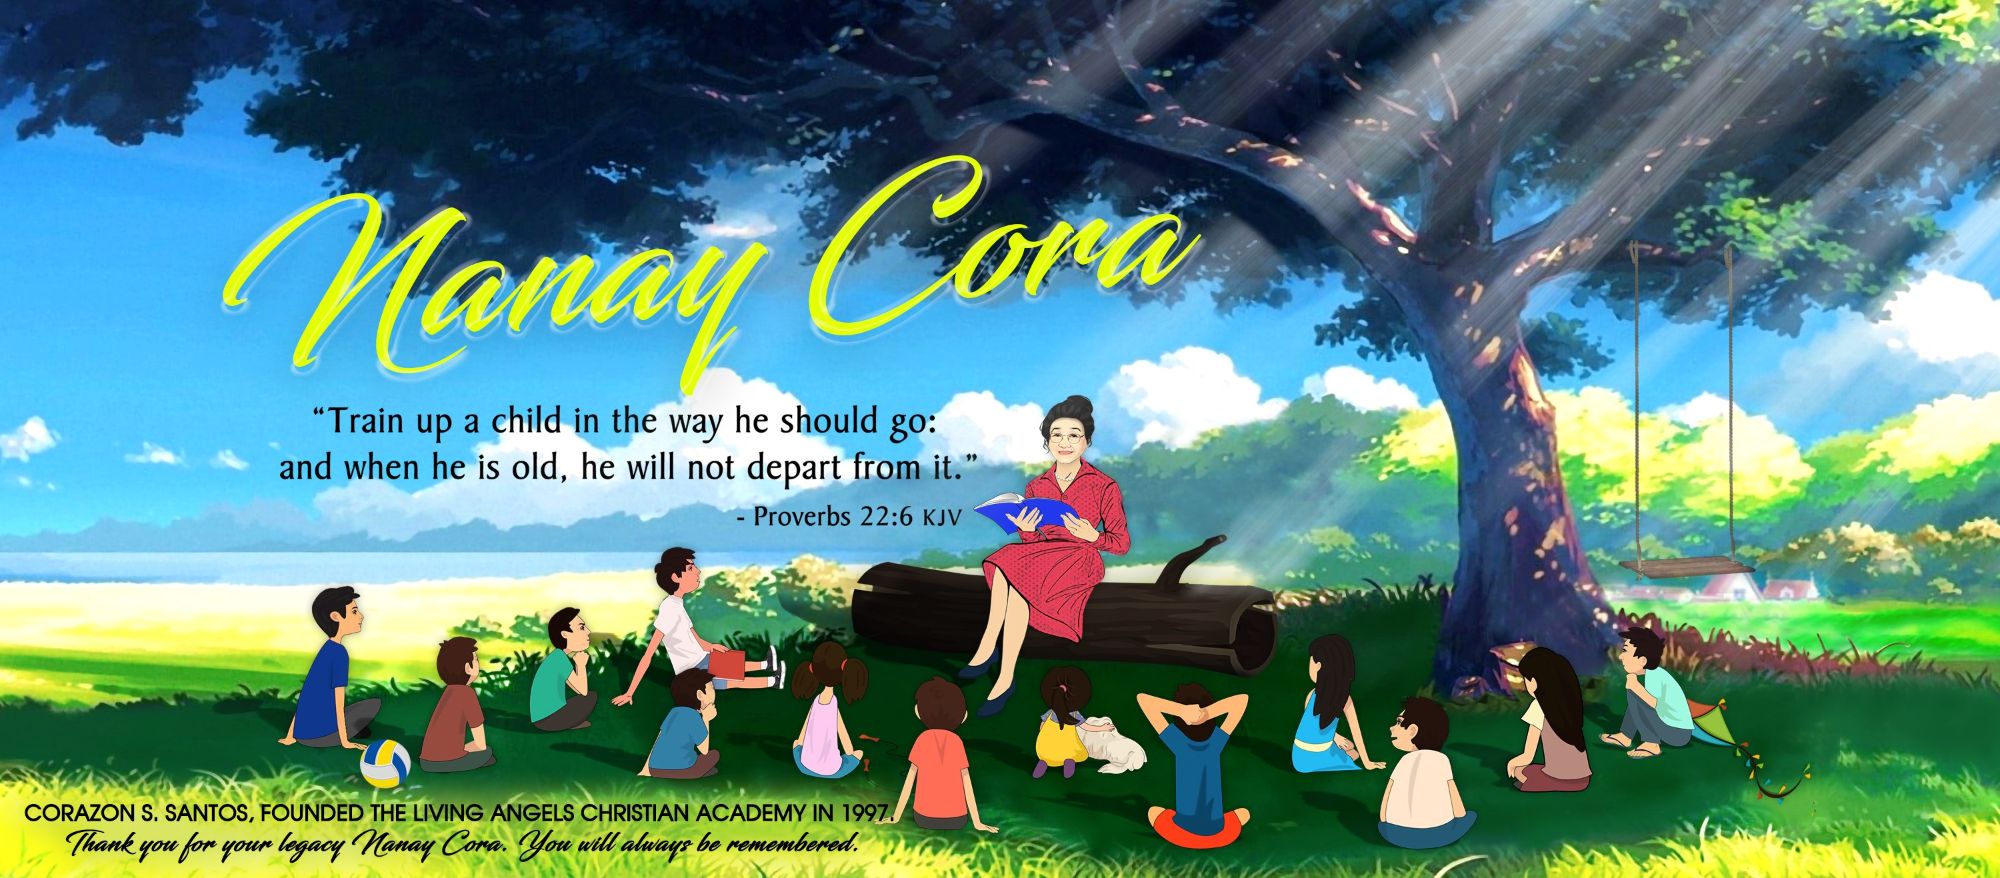 Nanay Cora
“Train up a child in the way he should go:
and when he is old, he will not depart from it.”
- Proverbs 22:6 KJV
CORAZON S. SANTOS, FOUNDED THE LIVING ANGELS CHRISTIAN ACADEMY IN 1997.
Thank you for your legacy Nanay Cora. You will always be remembered.